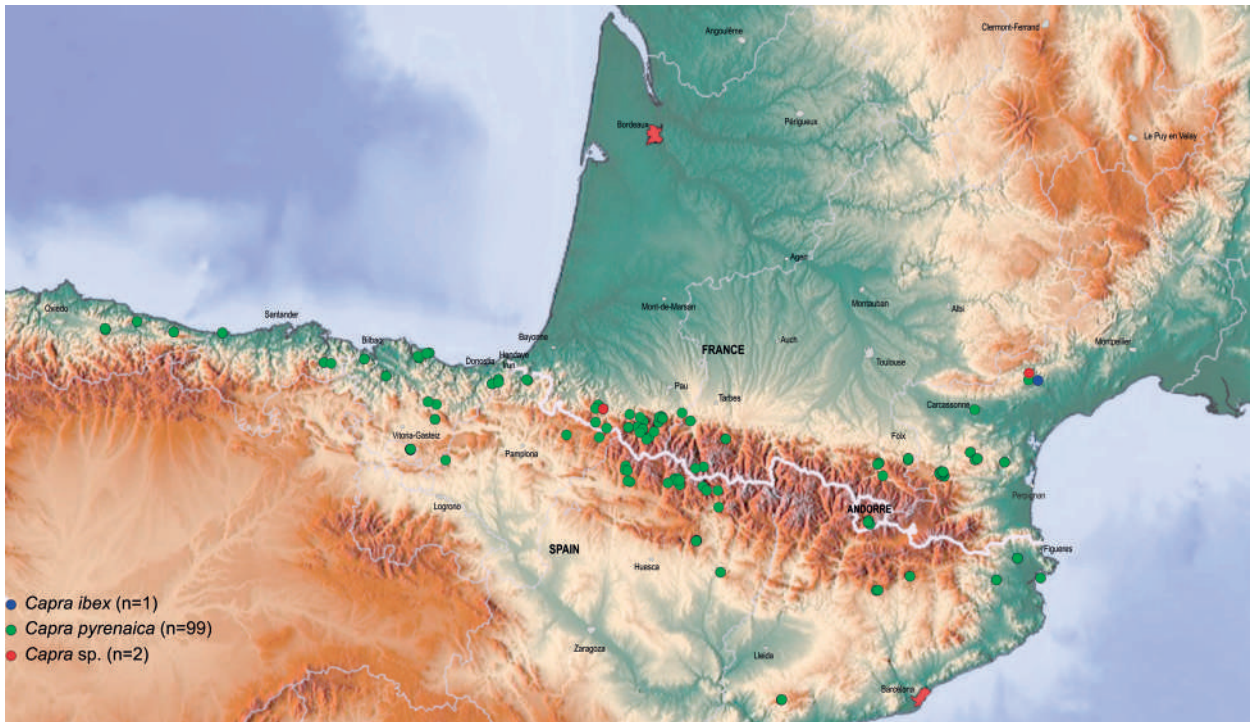 Angoulême
Clermont-Ferrand
Bordeaux
Périgueux
Le Puy en Velay
Agen
Mont-de-Marsan
Montauban
Albi
Oviedo
Santander
Bilbao
Bayonne
Donostia
Hendaye
Irun
FRANCE
Auch
Toulouse
Montpellier
Pau
Tarbes
Carcassonne
Vitoria-Gasteiz
Pamplona
Foix
Logrono
Perpignan
ANDORRE
SPAIN
Huesca
Figueres
Zaragoza
Lleida
Barcelona
Capra ibex (n=1)
Capra pyrenaica (n=99)
Capra sp. (n=2)